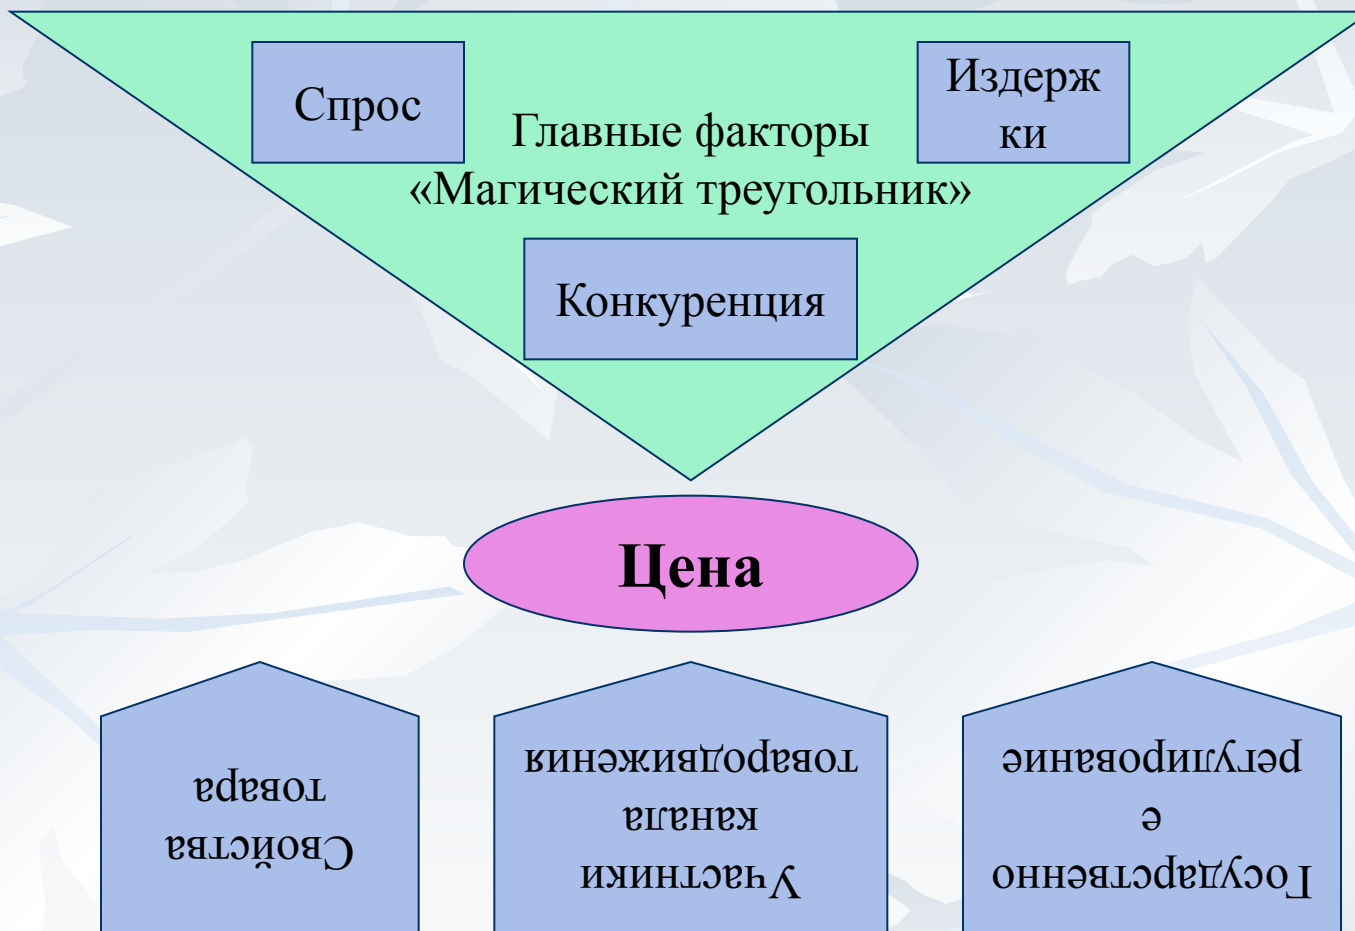 Спрос
Издерж
ки
Главные факторы
«Магический треугольник»
Конкуренция
Цена
Свойства
товара
Участники
канала
товародвижения
Государственно
е
регулирование